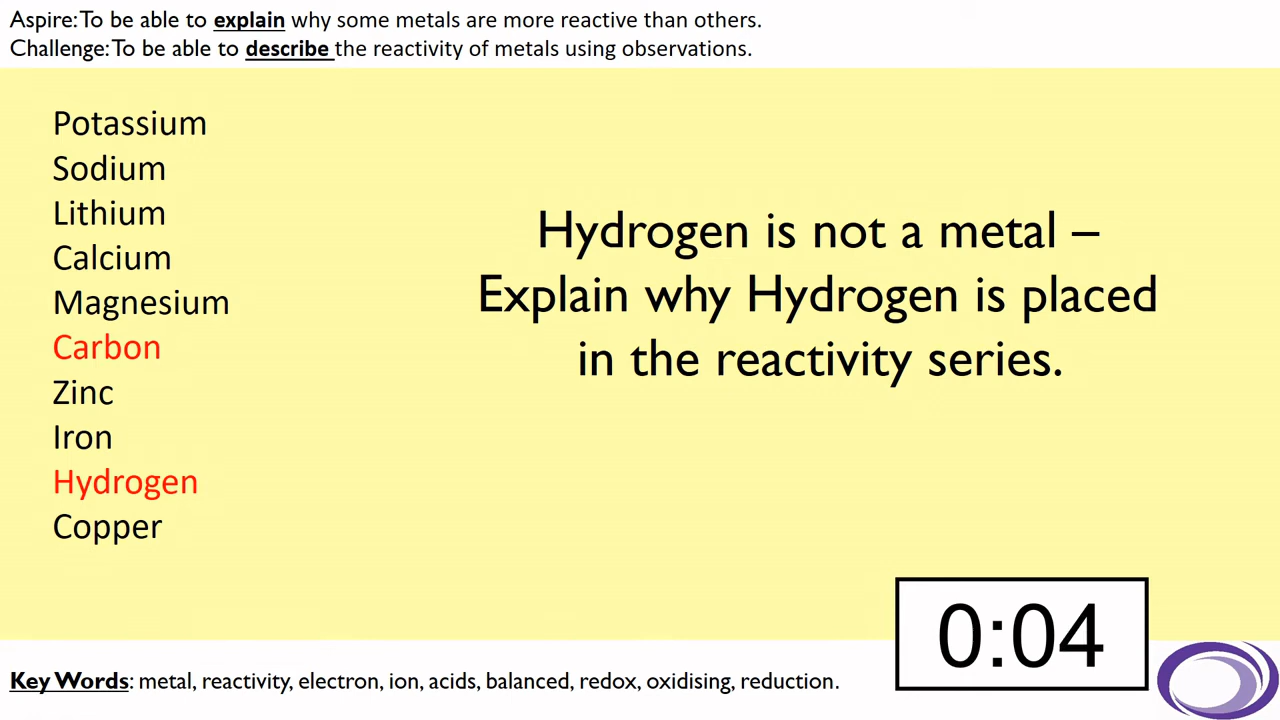 Aspire: To be able to explain why some metals are more reactive than others.
Challenge: To be able to describe the reactivity of metals using observations.
Potassium
Sodium
Lithium
Calcium
Magnesium
Carbon
Zinc
Iron
Hydrogen
Copper
Hydrogen is not a metal –
Explain why Hydrogen is placed
in the reactivity series.
0:04
Key Words: metal, reactivity, electron, ion, acids, balanced, redox, oxidising, reduction.